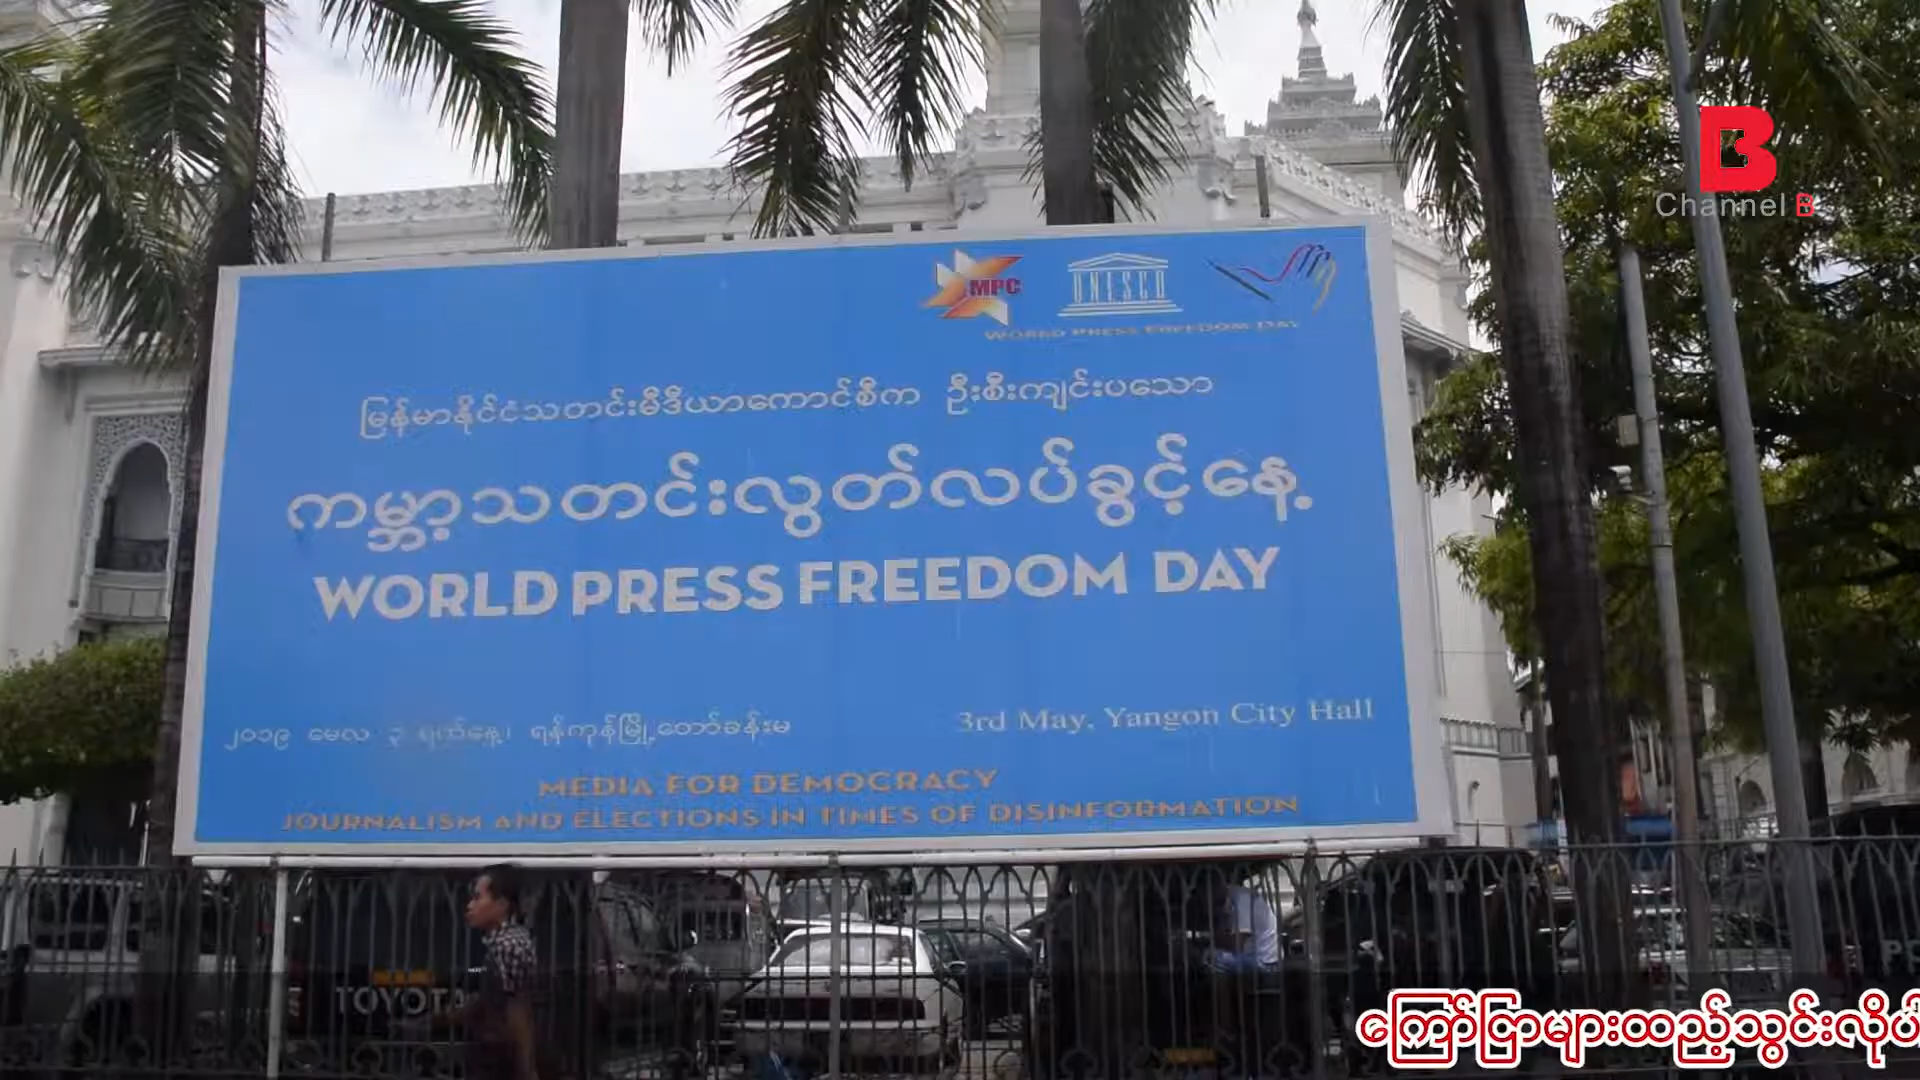 B
Channel B
MPC
UNESCO
WORLD PRESS FREEDOM DAY
မြန်မာနိုင်ငံသတင်းမီဒီယာကောင်စီက ဦးစီးကျင်းပသော
ကမ္ဘာ့သတင်းလွတ်လပ်ခွင့်နေ့
WORLD PRESS FREEDOM DAY
၂၀၁၉ မေလ ၃ ရက်နေ့၊ ရန်ကုန်မြို့တော်ခန်းမ
3rd May, Yangon City Hall
MEDIA FOR DEMOCRACY
JOURNALISM AND ELECTIONS IN TIMES OF DISINFORMATION
TOYOTA
ကြော်ငြာများထည့်သွင်းလိုပါ